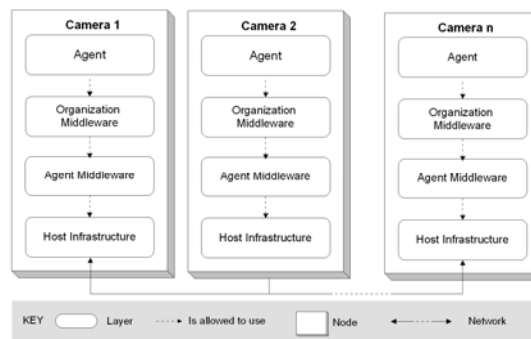 Camera 1
Agent
Organization
Middleware
Agent Middleware
Host Infrastructure
Camera 2
Agent
Organization
Middleware
Agent Middleware
Host Infrastructure
Camera n
Agent
Organization
Middleware
Agent Middleware
Host Infrastructure
KEY Layer Is allowed to use Node Network